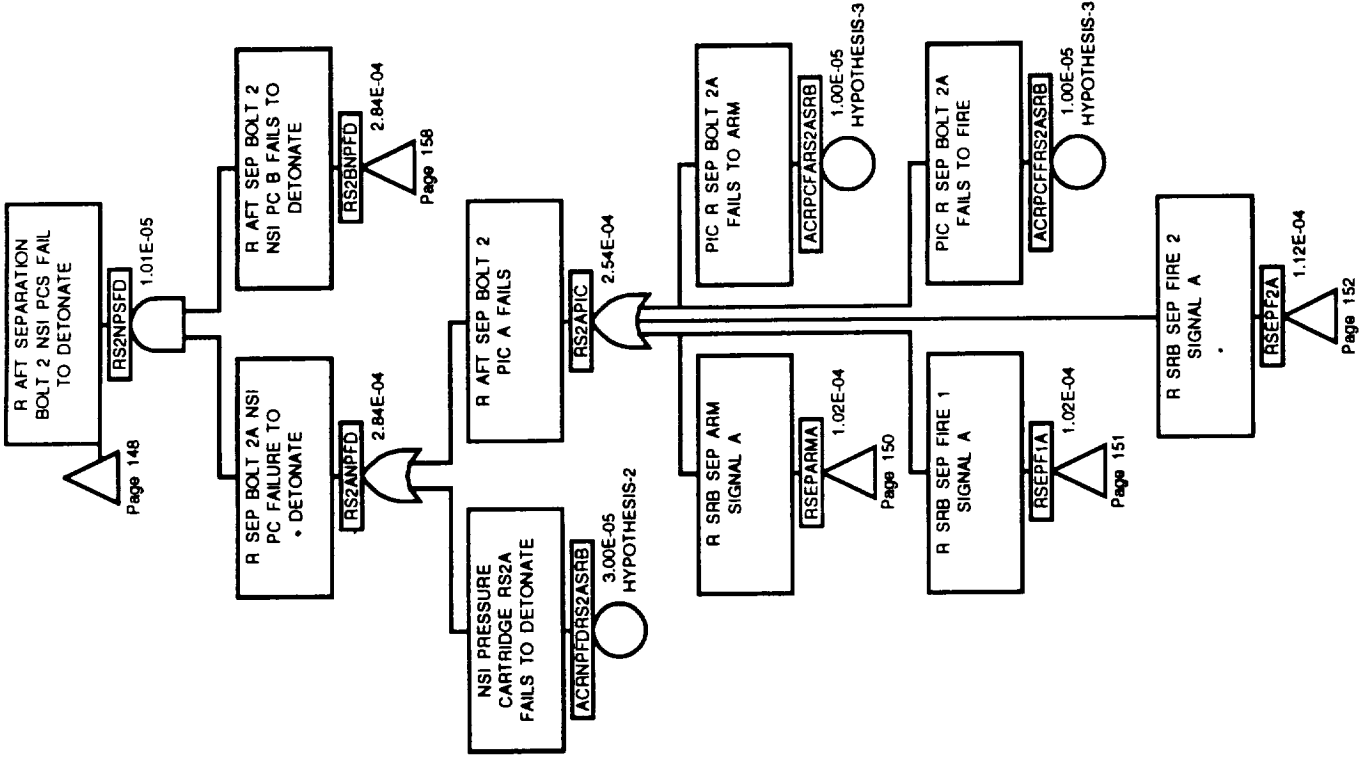 R AFT SEPARATION
BOLT 2 NSI PCS FAIL
TO DETONATE
Page 148
RS2NPSFD
1.01E-05
R SEP BOLT 2A NSI
PC FAILURE TO
DETONATE
RS2ANPFD
2.84E-04
R AFT SEP BOLT 2
NSI PC B FAILS TO
DETONATE
RS2BNPFD
2.84E-04
Page 158
NSI PRESSURE
CARTRIDGE RS2A
FAILS TO DETONATE
ACRNPFDRS2ASRB
3.00E-05
HYPOTHESIS-2
R AFT SEP BOLT 2
PIC A FAILS
RS2APIC
2.54E-04
R SRB SEP ARM
SIGNAL A
RSEPARMA
1.02E-04
Page 150
PIC R SEP BOLT 2A
FAILS TO ARM
ACRPCFARS2ASRB
1.00E-05
HYPOTHESIS-3
R SRB SEP FIRE 1
SIGNAL A
RSEPF1A
1.02E-04
Page 151
PIC R SEP BOLT 2A
FAILS TO FIRE
ACRPCFFRS2ASRB
1.00E-05
HYPOTHESIS-3
R SRB SEP FIRE 2
SIGNAL A
RSEPF2A
1.12E-04
Page 152